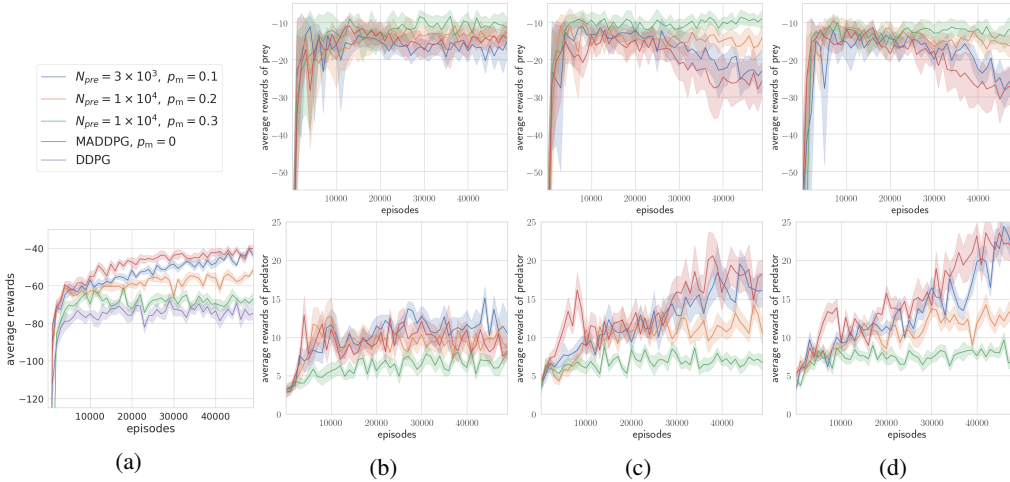 N_pre = 3 × 10³, p_m = 0.1
N_pre = 1 × 10⁴, p_m = 0.2
N_pre = 1 × 10⁴, p_m = 0.3
MADDPG, p_m = 0
DDPG
average rewards
−40
−60
−80
−100
−120
10000 20000 30000 40000
episodes
(a)
average rewards of prey
−10
−20
−30
−40
−50
10000 20000 30000 40000
episodes
average rewards of predator
25
20
15
10
5
0
10000 20000 30000 40000
episodes
(b)
average rewards of prey
−10
−20
−30
−40
−50
10000 20000 30000 40000
episodes
average rewards of predator
25
20
15
10
5
0
10000 20000 30000 40000
episodes
(c)
average rewards of prey
−10
−20
−30
−40
−50
10000 20000 30000 40000
episodes
average rewards of predator
25
20
15
10
5
0
10000 20000 30000 40000
episodes
(d)